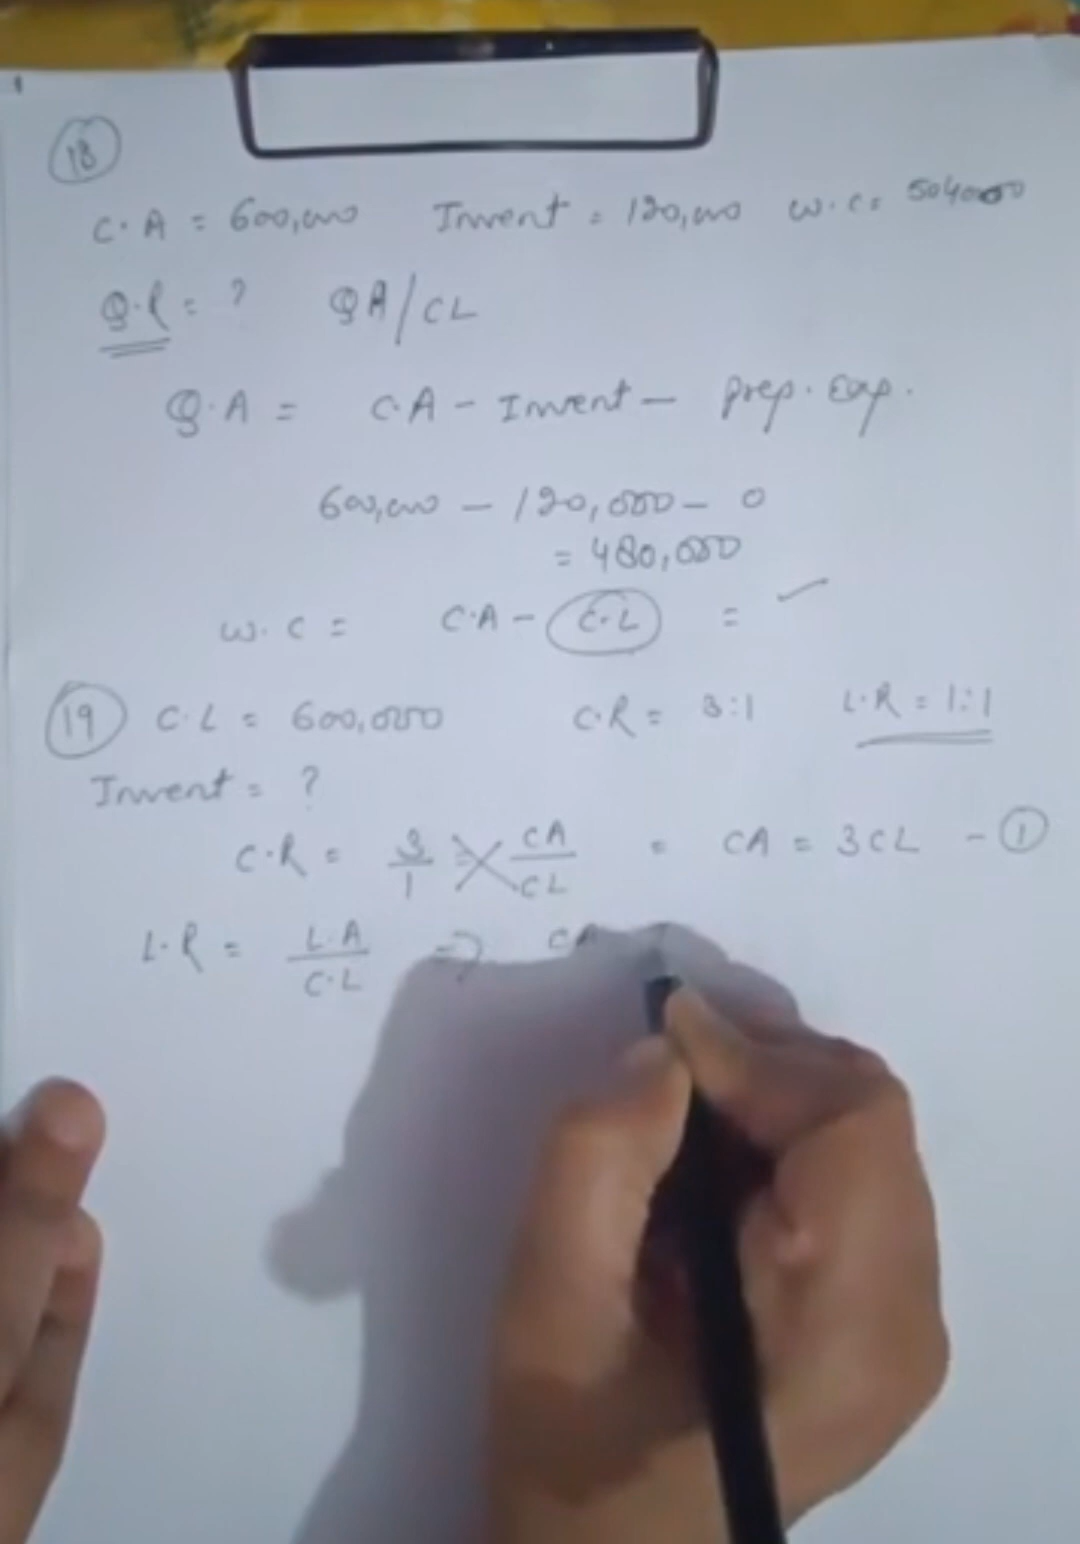 18
C.A = 600,000 Invent = 120,000 W.C = 504000
Q.R = ? QA/CL
Q.A = C.A - Invent - prep. Exp.
600,000 - 120,000 - 0
= 480,000
W.C = C.A - C.L =
19 C.L = 600,000 C.R = 3:1 L.R = 1:1
Invent = ?
C.R = 3/1 = CA/CL = CA = 3CL - 1
L.R = L.A/C.L => CA